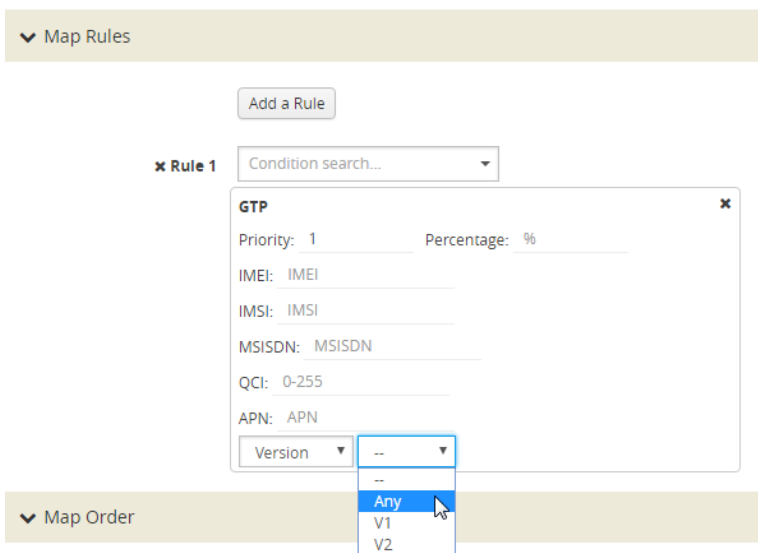 Map Rules
Add a Rule
Rule 1 Condition search...
GTP
Priority: 1 Percentage: %
IMEI: IMEI
IMSI: IMSI
MSISDN: MSISDN
QCI: 0-255
APN: APN
Version --
--
Any
Map Order
V1
V2